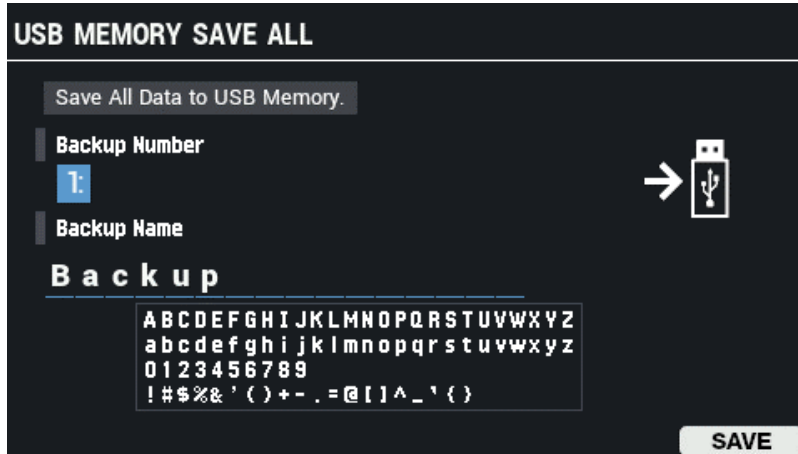 USB MEMORY SAVE ALL
Save All Data to USB Memory.
Backup Number
1:
Backup Name
Backup
ABCDEFGHIJKLMNOPQRSTUVWXYZ
abcdefghijklmnopqrstuvwxyz
0123456789
!#$%&'()+-.=@[]^_`{}
SAVE